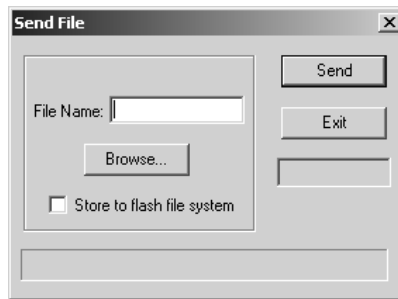 Send File
Send
File Name:
Exit
Browse...
Store to flash file system